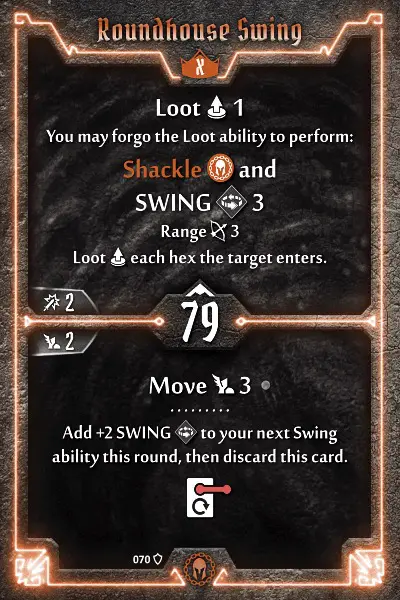 Roundhouse Swing
X
Loot 1
You may forgo the Loot ability to perform:
Shackle and
SWING 3
Range 3
Loot each hex the target enters.
2
79
2
Move 3
Add +2 SWING to your next Swing
ability this round, then discard this card.
070